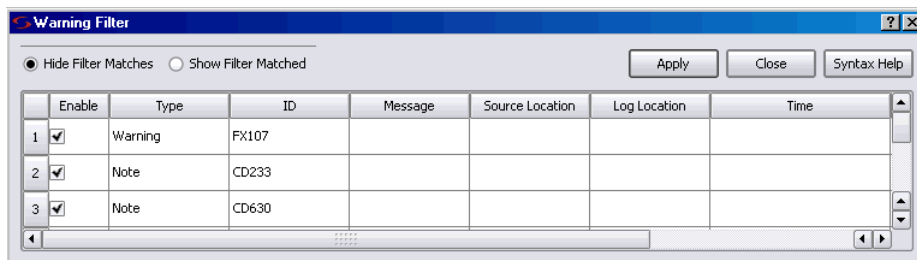 Warning Filter
Hide Filter Matches Show Filter Matched Apply Close Syntax Help
Enable Type ID Message Source Location Log Location Time
1 Warning FX107
2 Note CD233
3 Note CD630